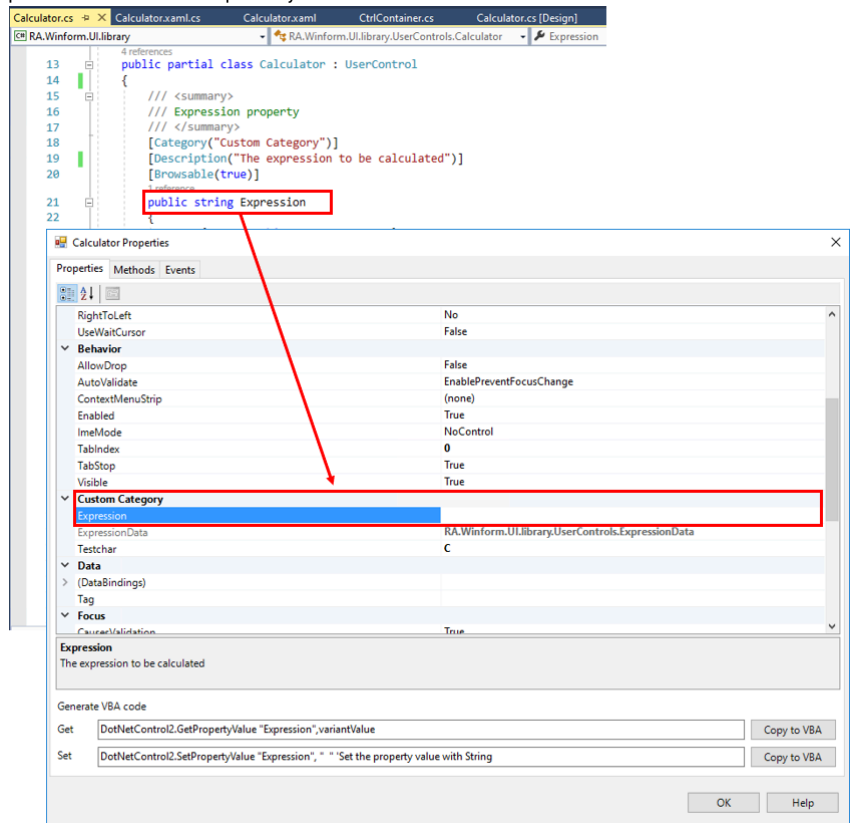 Calculator.cs Calculator.xaml.cs Calculator.xaml CtrlContainer.cs Calculator.cs [Design]
C# RA.Winform.UI.library RA.Winform.UI.library.UserControls.Calculator Expression
4 references
13 public partial class Calculator : UserControl
14 {
15 /// <summary>
16 /// Expression property
17 /// </summary>
18 [Category("Custom Category")]
19 [Description("The expression to be calculated")]
20 [Browsable(true)]
1 reference
21 public string Expression
22 {
Calculator Properties
Properties Methods Events
RightToLeft No
UseWaitCursor False
Behavior
AllowDrop False
AutoValidate EnablePreventFocusChange
ContextMenuStrip (none)
Enabled True
ImeMode NoControl
TabIndex 0
TabStop True
Visible True
Custom Category
Expression
ExpressionData RA.Winform.UI.library.UserControls.ExpressionData
Testchar C
Data
(DataBindings)
Tag
Focus
CausesValidation True
Expression
The expression to be calculated
Generate VBA code
Get DotNetControl2.GetPropertyValue "Expression",variantValue Copy to VBA
Set DotNetControl2.SetPropertyValue "Expression", " " 'Set the property value with String Copy to VBA
OK Help